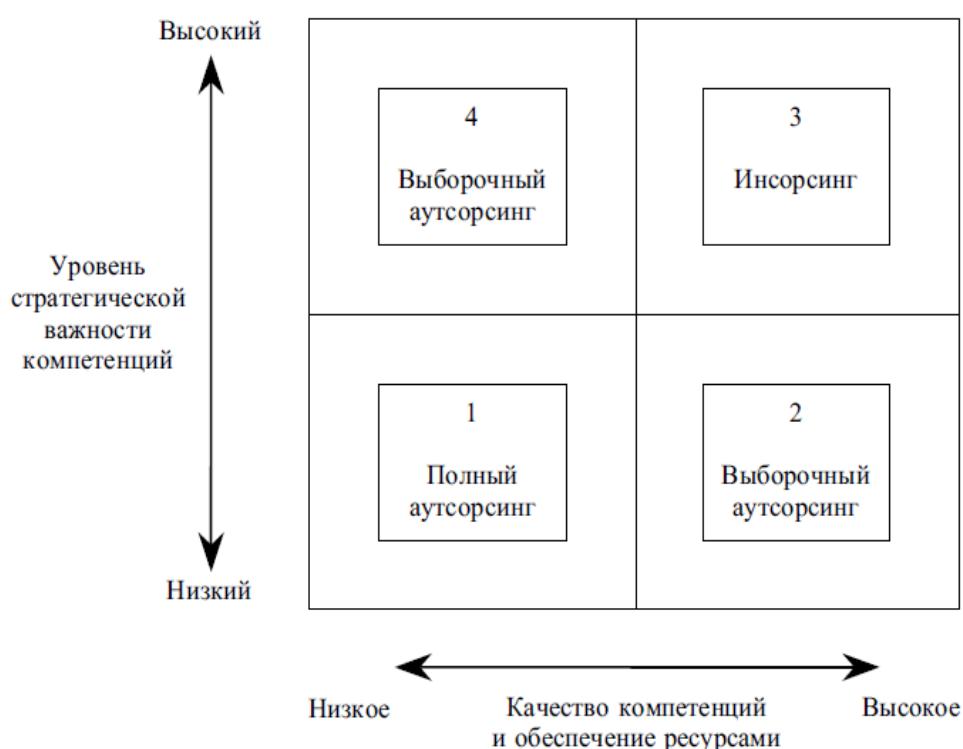 Высокий
4
Выборочный
аутсорсинг
3
Инсорсинг
Уровень
стратегической
важности
компетенций
1
Полный
аутсорсинг
2
Выборочный
аутсорсинг
Низкий
Низкое
Качество компетенций
и обеспечение ресурсами
Высокое